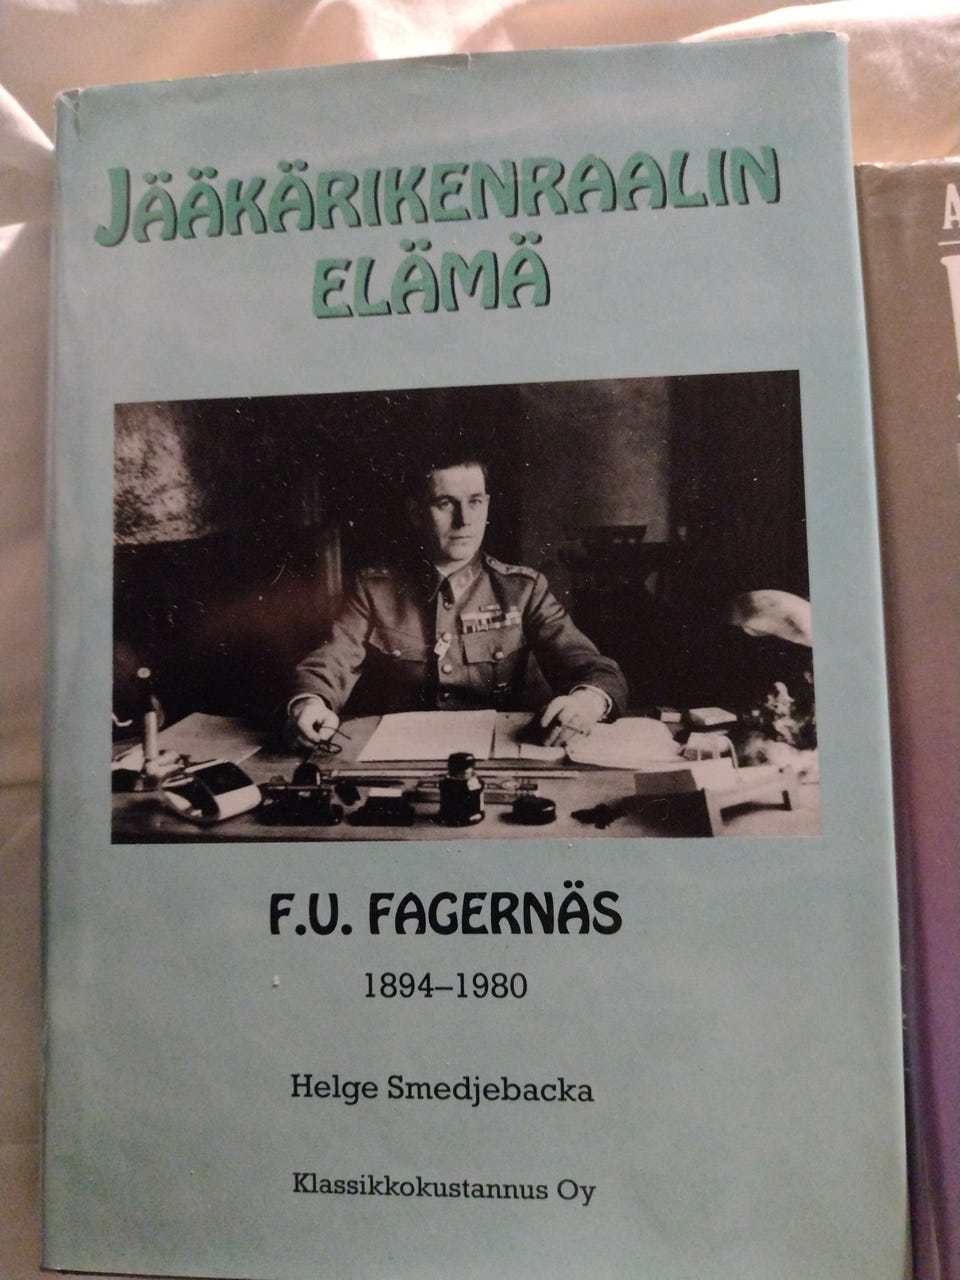 JÄÄKÄRIKENRAALIN
ELÄMÄ
F.U. FAGERNÄS
1894–1980
Helge Smedjebacka
Klassikkokustannus Oy